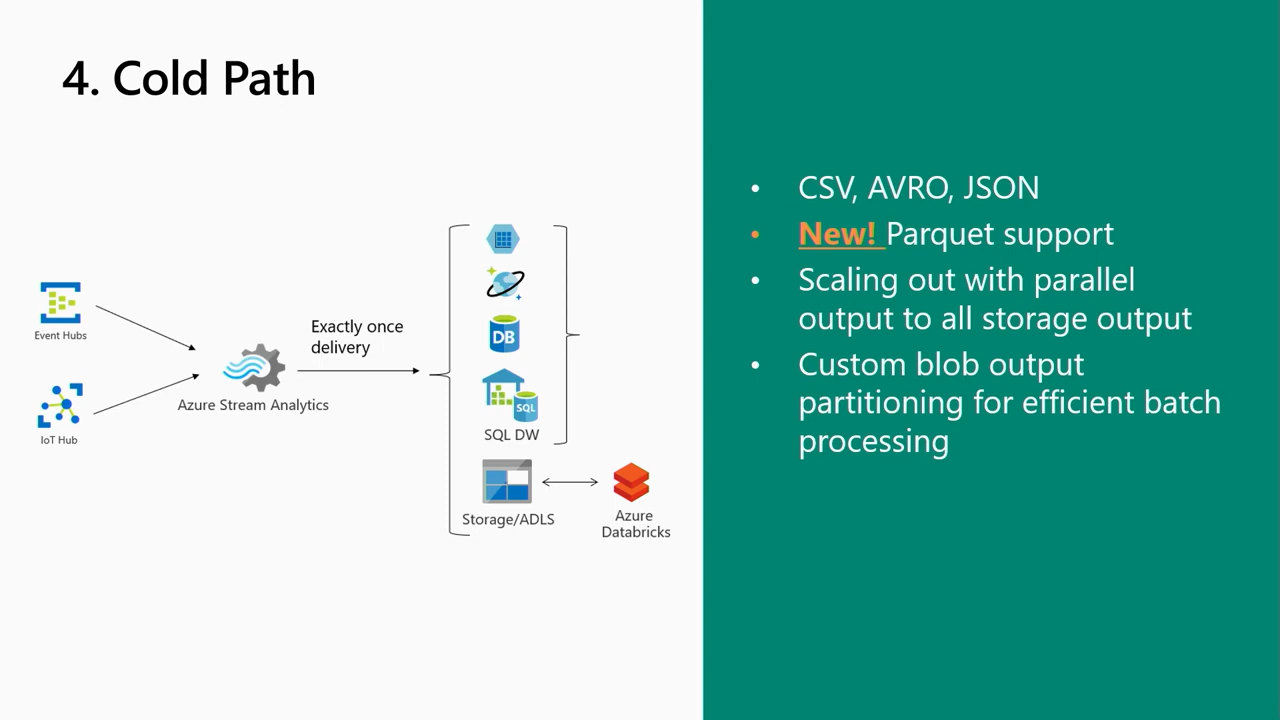 4. Cold Path
Event Hubs
IoT Hub
Azure Stream Analytics
Exactly once
delivery
DB
SQL
SQL DW
Storage/ADLS
Azure
Databricks
• CSV, AVRO, JSON
• New! Parquet support
• Scaling out with parallel
output to all storage output
• Custom blob output
partitioning for efficient batch
processing